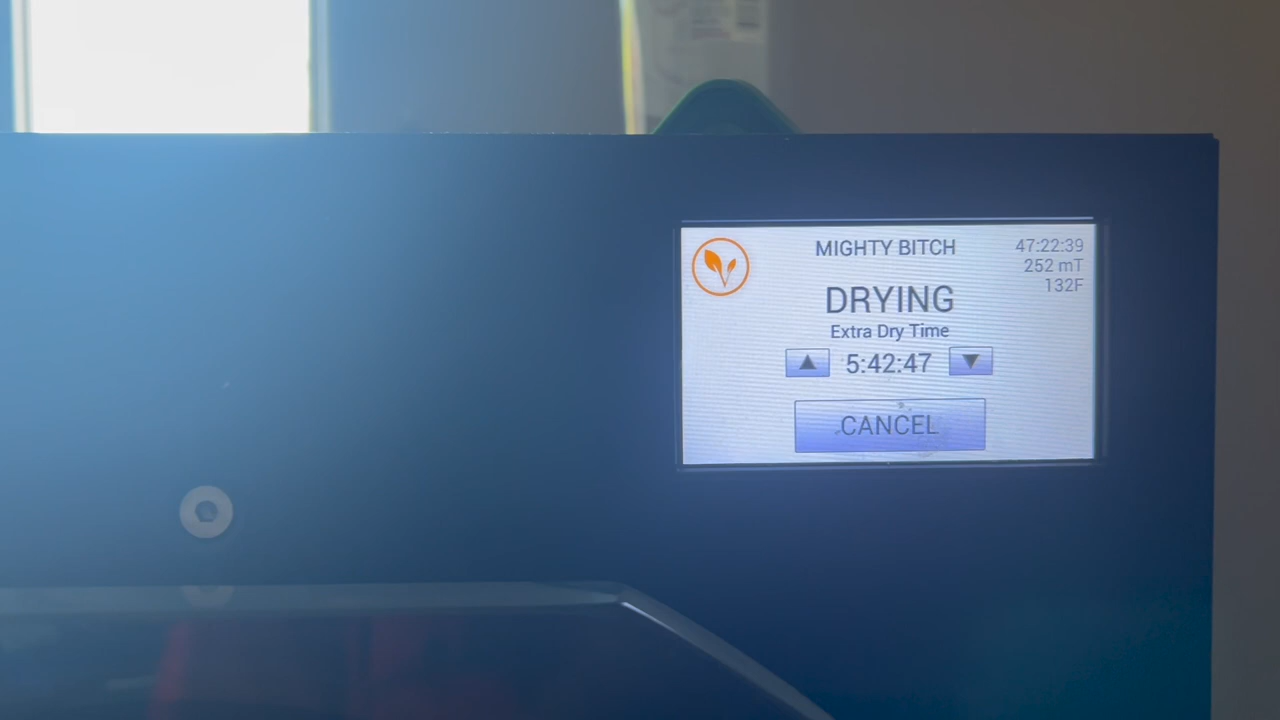 MIGHTY BITCH
47:22:39
252 mT
132F
DRYING
Extra Dry Time
▲ 5:42:47 ▼
CANCEL